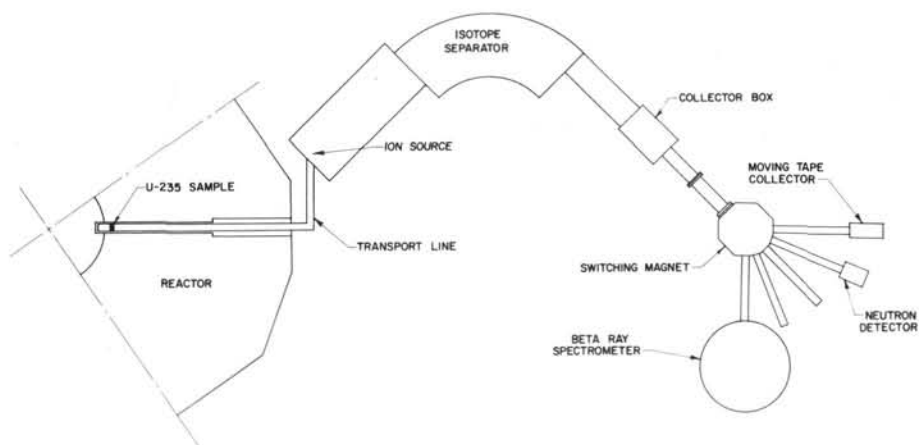 ISOTOPE
SEPARATOR
COLLECTOR BOX
ION SOURCE
MOVING TAPE
COLLECTOR
U-235 SAMPLE
TRANSPORT LINE
SWITCHING MAGNET
REACTOR
NEUTRON
DETECTOR
BETA RAY
SPECTROMETER